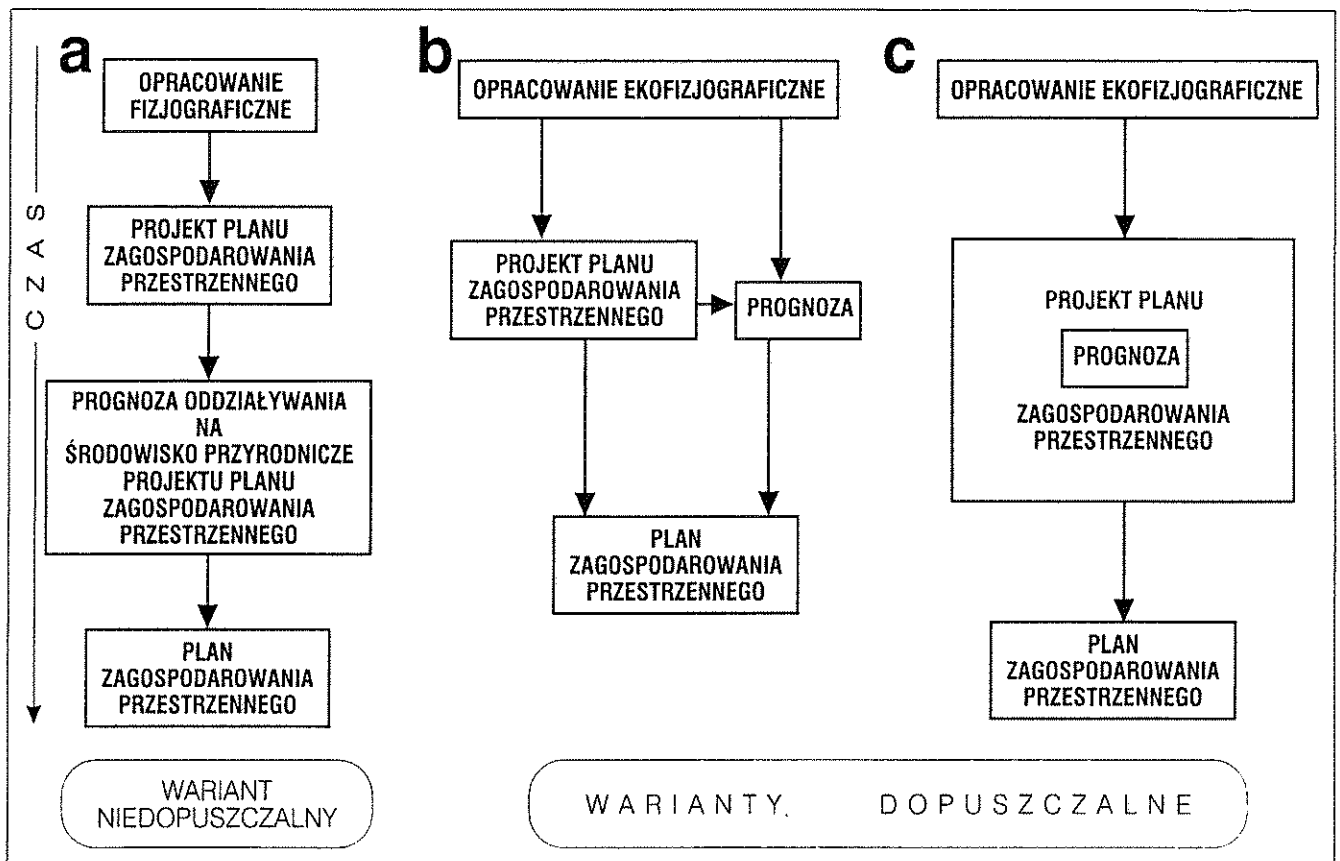 CZAS
a
OPRACOWANIE
FIZJOGRAFICZNE
PROJEKT PLANU
ZAGOSPODAROWANIA
PRZESTRZENNEGO
PROGNOZA ODDZIAŁYWANIA
NA
ŚRODOWISKO PRZYRODNICZE
PROJEKTU PLANU
ZAGOSPODAROWANIA
PRZESTRZENNEGO
PLAN
ZAGOSPODAROWANIA
PRZESTRZENNEGO
WARIANT
NIEDOPUSZCZALNY
b
OPRACOWANIE EKOFIZJOGRAFICZNE
PROJEKT PLANU
ZAGOSPODAROWANIA
PRZESTRZENNEGO
PROGNOZA
PLAN
ZAGOSPODAROWANIA
PRZESTRZENNEGO
c
OPRACOWANIE EKOFIZJOGRAFICZNE
PROJEKT PLANU
PROGNOZA
ZAGOSPODAROWANIA
PRZESTRZENNEGO
PLAN
ZAGOSPODAROWANIA
PRZESTRZENNEGO
WARIANTY DOPUSZCZALNE